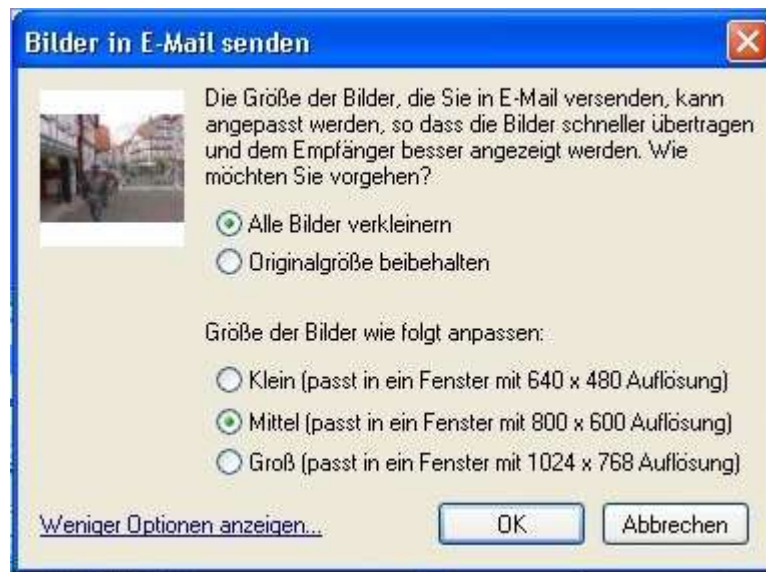 Bilder in E-Mail senden
Die Größe der Bilder, die Sie in E-Mail versenden, kann
angepasst werden, so dass die Bilder schneller übertragen
und dem Empfänger besser angezeigt werden. Wie
möchten Sie vorgehen?
Alle Bilder verkleinern
Originalgröße beibehalten
Größe der Bilder wie folgt anpassen:
Klein (passt in ein Fenster mit 640 x 480 Auflösung)
Mittel (passt in ein Fenster mit 800 x 600 Auflösung)
Groß (passt in ein Fenster mit 1024 x 768 Auflösung)
Weniger Optionen anzeigen...
OK
Abbrechen